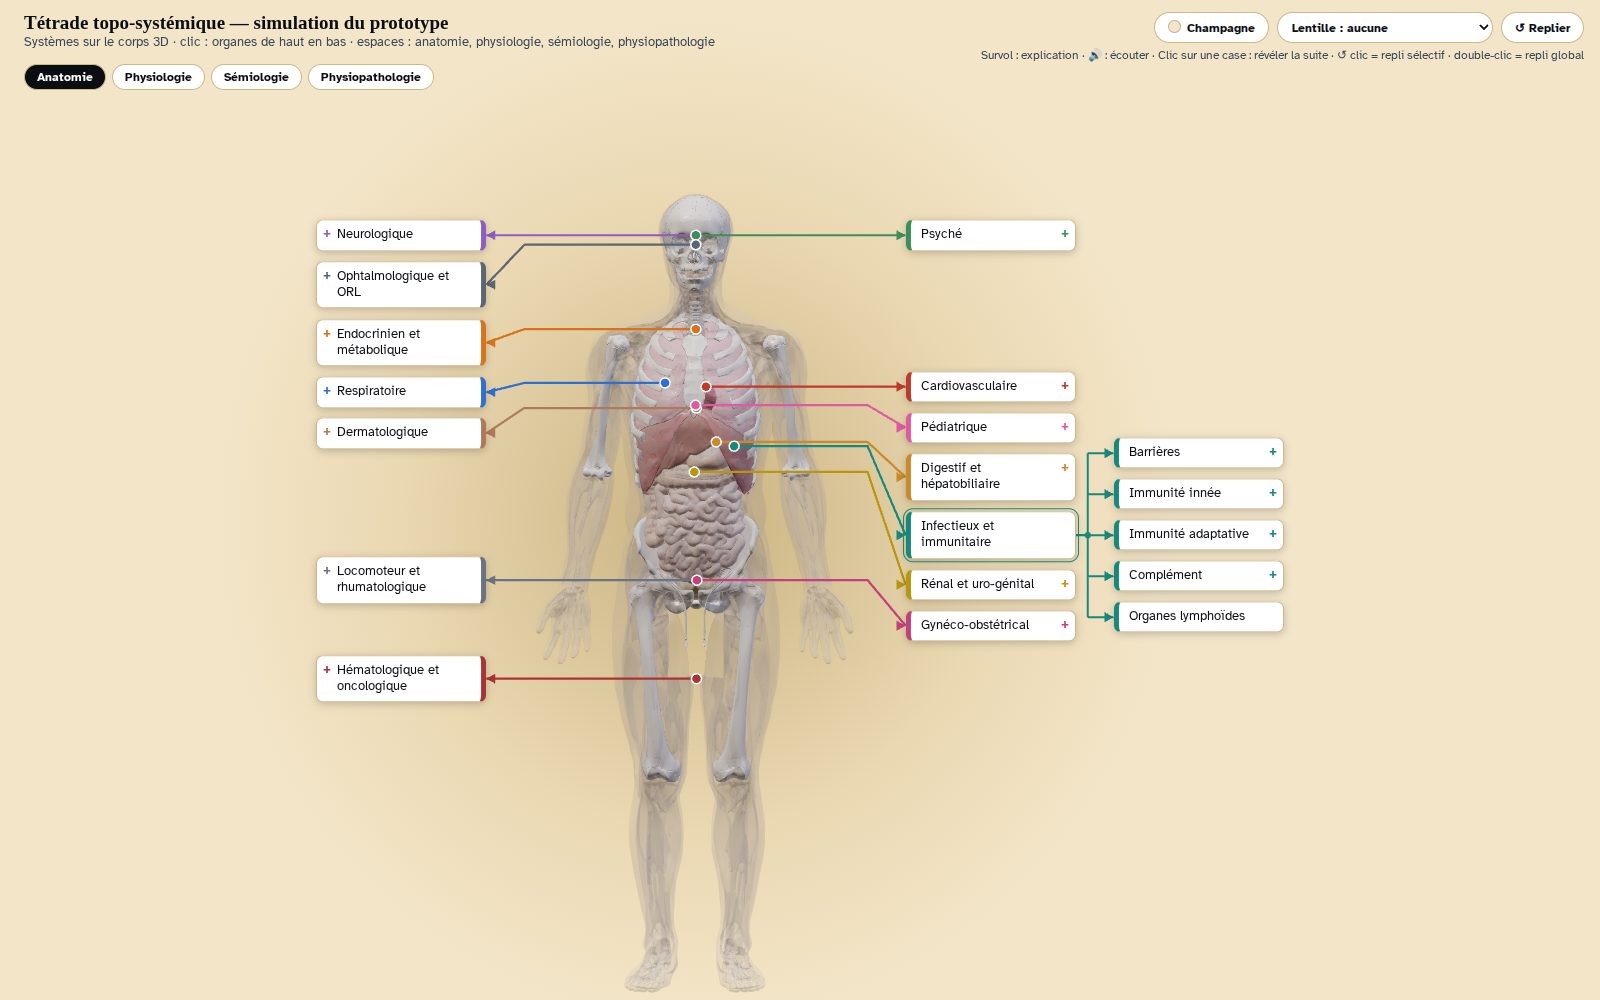 Tétrade topo-systémique — simulation du prototype
Systèmes sur le corps 3D · clic : organes de haut en bas · espaces : anatomie, physiologie, sémiologie, physiopathologie
Anatomie
Physiologie
Sémiologie
Physiopathologie
Champagne
Lentille : aucune
↺ Replier
Survol : explication · 🔊 : écouter · Clic sur une case : révéler la suite · ↺ clic = repli sélectif · double-clic = repli global
+ Neurologique
+ Ophtalmologique et
ORL
+ Endocrinien et
métabolique
+ Respiratoire
+ Dermatologique
+ Locomoteur et
rhumatologique
+ Hématologique et
oncologique
Psyché +
Cardiovasculaire +
Pédiatrique +
Digestif et +
hépatobiliaire
Infectieux et
immunitaire
Rénal et uro-génital +
Gynéco-obstétrical +
Barrières +
Immunité innée +
Immunité adaptative +
Complément +
Organes lymphoïdes